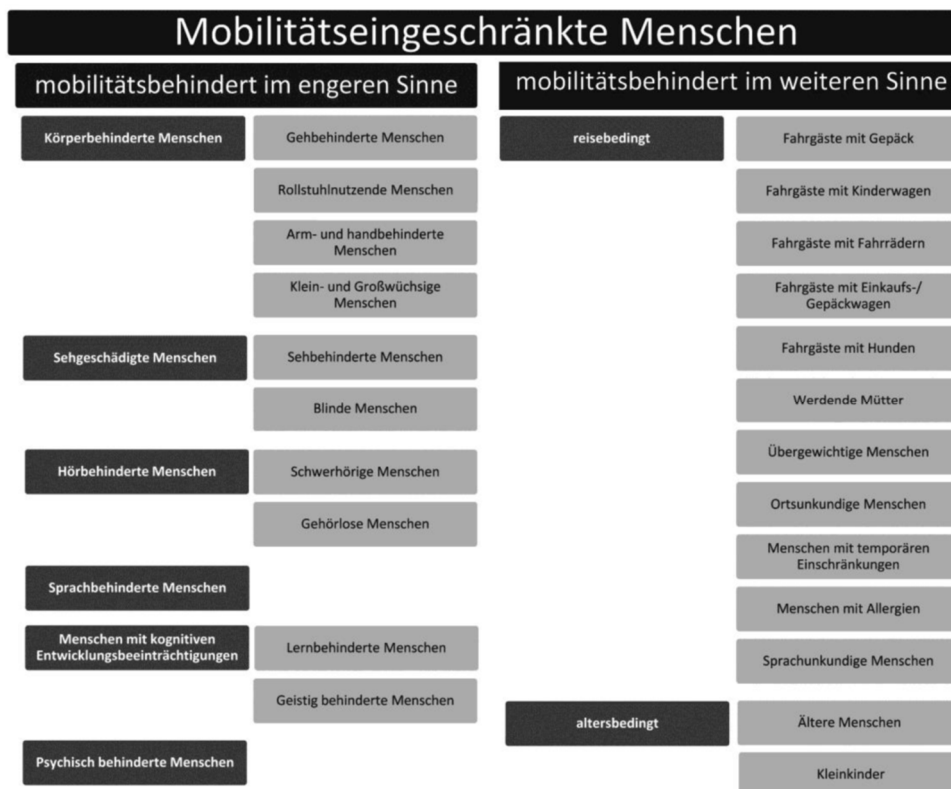 Mobilitätseingeschränkte Menschen
mobilitätsbehindert im engeren Sinne
Körperbehinderte Menschen
Gehbehinderte Menschen
Rollstuhlnutzende Menschen
Arm- und handbehinderte
Menschen
Klein- und Großwüchsige
Menschen
Sehgeschädigte Menschen
Sehbehinderte Menschen
Blinde Menschen
Hörbehinderte Menschen
Schwerhörige Menschen
Gehörlose Menschen
Sprachbehinderte Menschen
Menschen mit kognitiven
Entwicklungsbeeinträchtigungen
Lernbehinderte Menschen
Geistig behinderte Menschen
Psychisch behinderte Menschen
mobilitätsbehindert im weiteren Sinne
reisebedingt
Fahrgäste mit Gepäck
Fahrgäste mit Kinderwagen
Fahrgäste mit Fahrrädern
Fahrgäste mit Einkaufs-/
Gepäckwagen
Fahrgäste mit Hunden
Werdende Mütter
Übergewichtige Menschen
Ortsunkundige Menschen
Menschen mit temporären
Einschränkungen
Menschen mit Allergien
Sprachunkundige Menschen
altersbedingt
Ältere Menschen
Kleinkinder